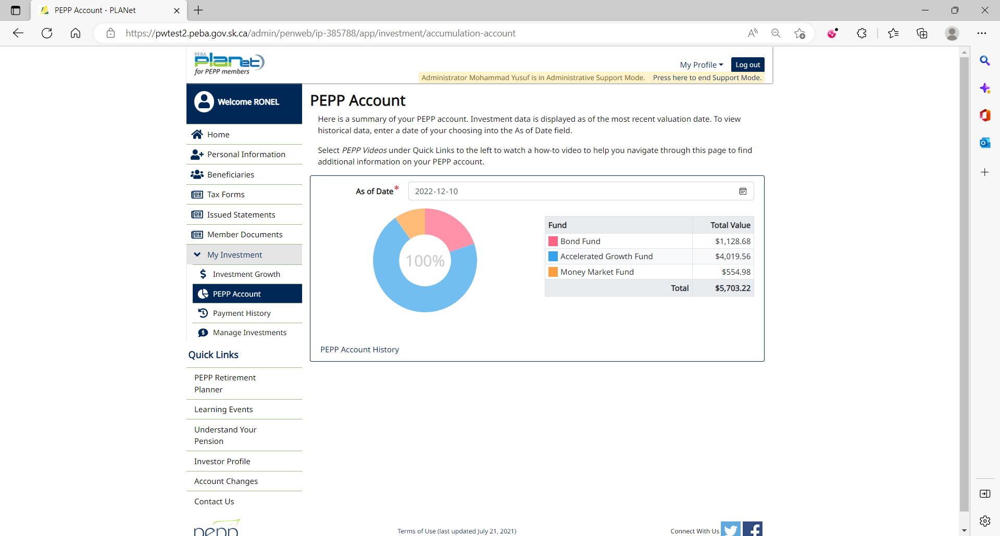 PEPP Account - PLANet
https://pwtest2.peba.gov.sk.ca/admin/penweb/ip-385788/app/investment/accumulation-account
PEBA
planet
for PEPP members
My Profile
Log out
Administrator Mohammad Yusuf is in Administrative Support Mode. Press here to end Support Mode.
Welcome RONEL
Home
Personal Information
Beneficiaries
Tax Forms
Issued Statements
Member Documents
My Investment
Investment Growth
PEPP Account
Payment History
Manage Investments
Quick Links
PEPP Retirement
Planner
Learning Events
Understand Your
Pension
Investor Profile
Account Changes
Contact Us
pepp
PEPP Account
Here is a summary of your PEPP account. Investment data is displayed as of the most recent valuation date. To view
historical data, enter a date of your choosing into the As of Date field.
Select PEPP Videos under Quick Links to the left to watch a how-to video to help you navigate through this page to find
additional information on your PEPP account.
As of Date* 2022-12-10
100%
Fund Total Value
Bond Fund $1,128.68
Accelerated Growth Fund $4,019.56
Money Market Fund $554.98
Total $5,703.22
PEPP Account History
Terms of Use (last updated July 21, 2021)
Connect With Us